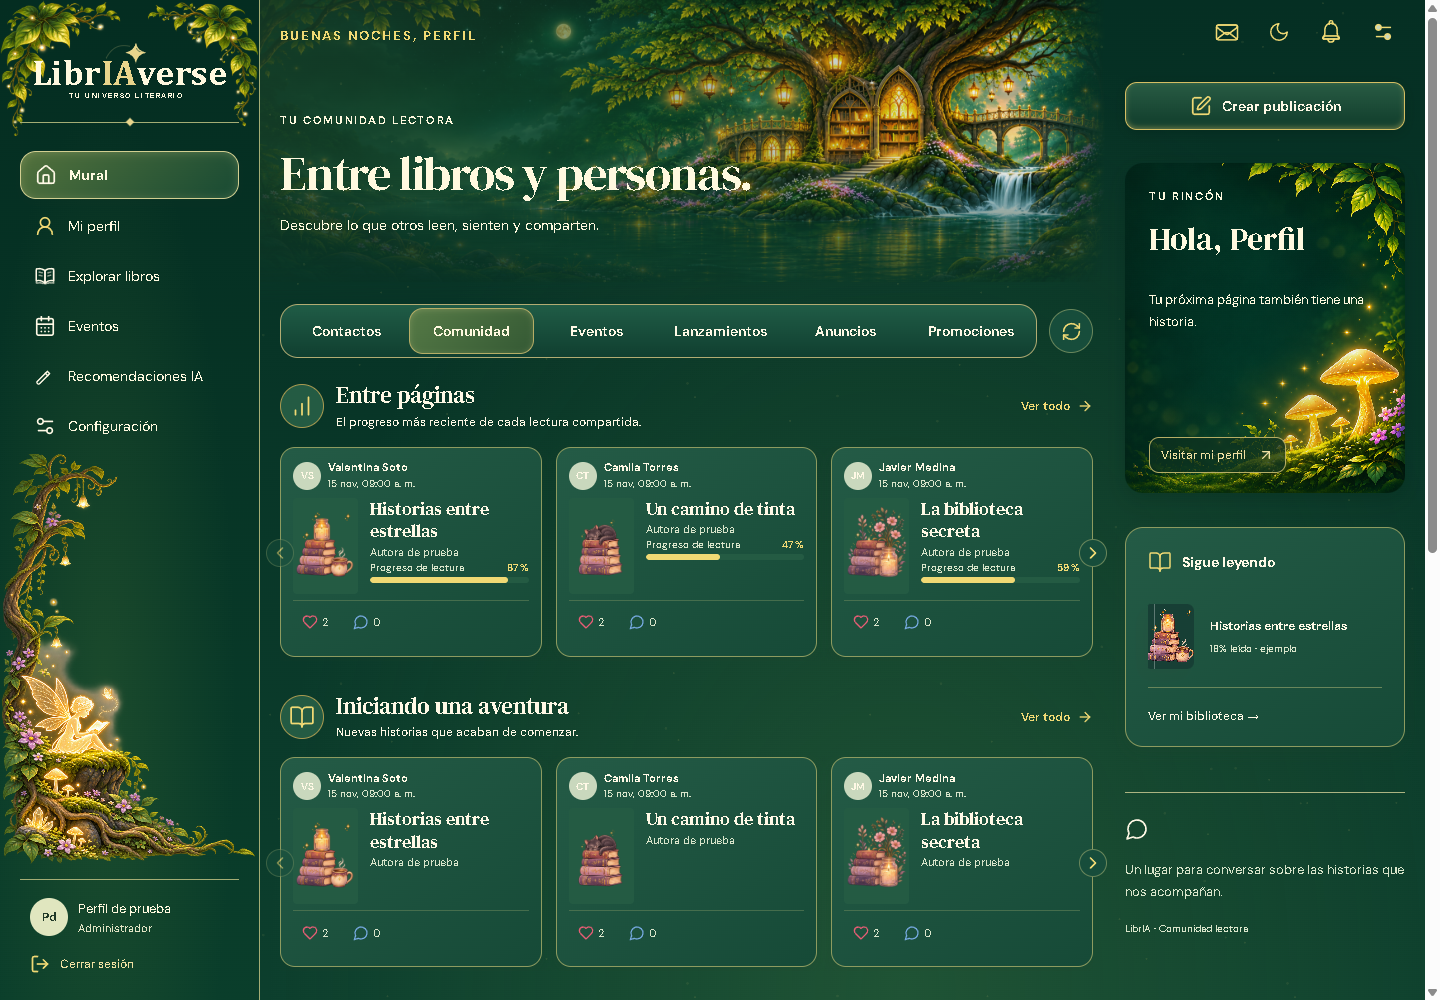 LibrIAverse
TU UNIVERSO LITERARIO
Mural
Mi perfil
Explorar libros
Eventos
Recomendaciones IA
Configuración
Pd
Perfil de prueba
Administrador
Cerrar sesión
BUENAS NOCHES, PERFIL
TU COMUNIDAD LECTORA
Entre libros y personas.
Descubre lo que otros leen, sienten y comparten.
Contactos
Comunidad
Eventos
Lanzamientos
Anuncios
Promociones
Entre páginas
El progreso más reciente de cada lectura compartida.
Ver todo →
VS
Valentina Soto
15 nov, 09:00 a. m.
Historias entre
estrellas
Autora de prueba
Progreso de lectura 87 %
2 0
CT
Camila Torres
15 nov, 09:00 a. m.
Un camino de tinta
Autora de prueba
Progreso de lectura 47 %
2 0
JM
Javier Medina
15 nov, 09:00 a. m.
La biblioteca
secreta
Autora de prueba
Progreso de lectura 59 %
2 0
Iniciando una aventura
Nuevas historias que acaban de comenzar.
Ver todo →
VS
Valentina Soto
15 nov, 09:00 a. m.
Historias entre
estrellas
Autora de prueba
2 0
CT
Camila Torres
15 nov, 09:00 a. m.
Un camino de tinta
Autora de prueba
2 0
JM
Javier Medina
15 nov, 09:00 a. m.
La biblioteca
secreta
Autora de prueba
2 0
Crear publicación
TU RINCÓN
Hola, Perfil
Tu próxima página también tiene una
historia.
Visitar mi perfil
Sigue leyendo
Historias entre estrellas
18% leído · ejemplo
Ver mi biblioteca →
Un lugar para conversar sobre las historias que
nos acompañan.
LibrIA · Comunidad lectora